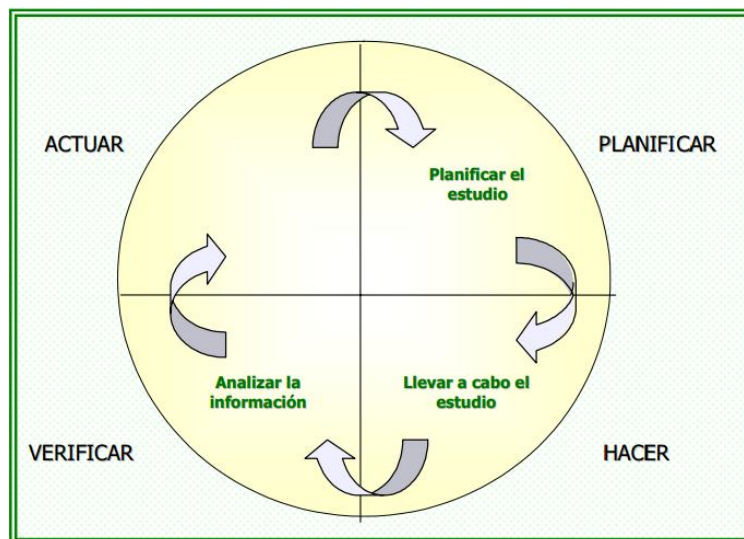 ACTUAR
PLANIFICAR
Planificar el
estudio
Analizar la
información
Llevar a cabo el
estudio
VERIFICAR
HACER